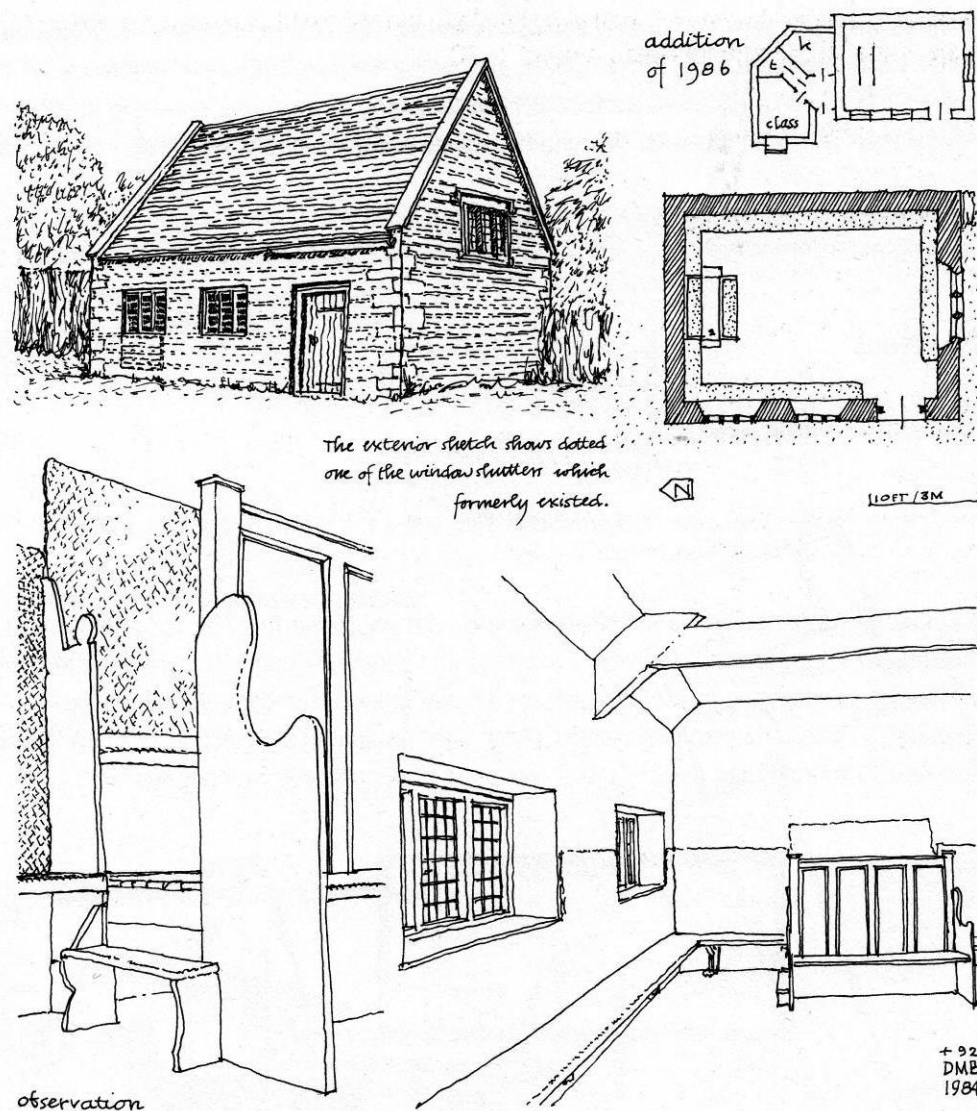 addition
of 1986
k
t
class
The exterior sketch shows dotted
one of the window shutters which
formerly existed.
N
10FT / 3M
observation
+ 92
DMB
1984